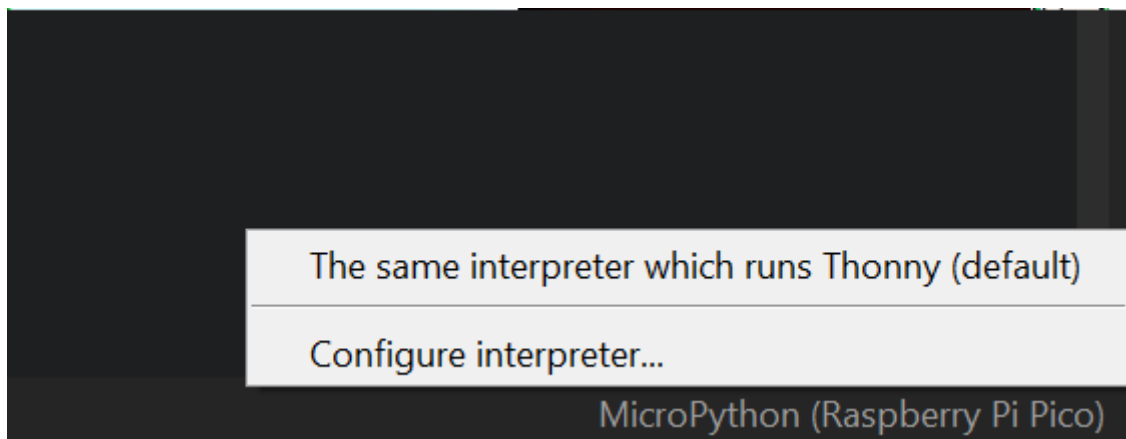 The same interpreter which runs Thonny (default)
Configure interpreter...
MicroPython (Raspberry Pi Pico)